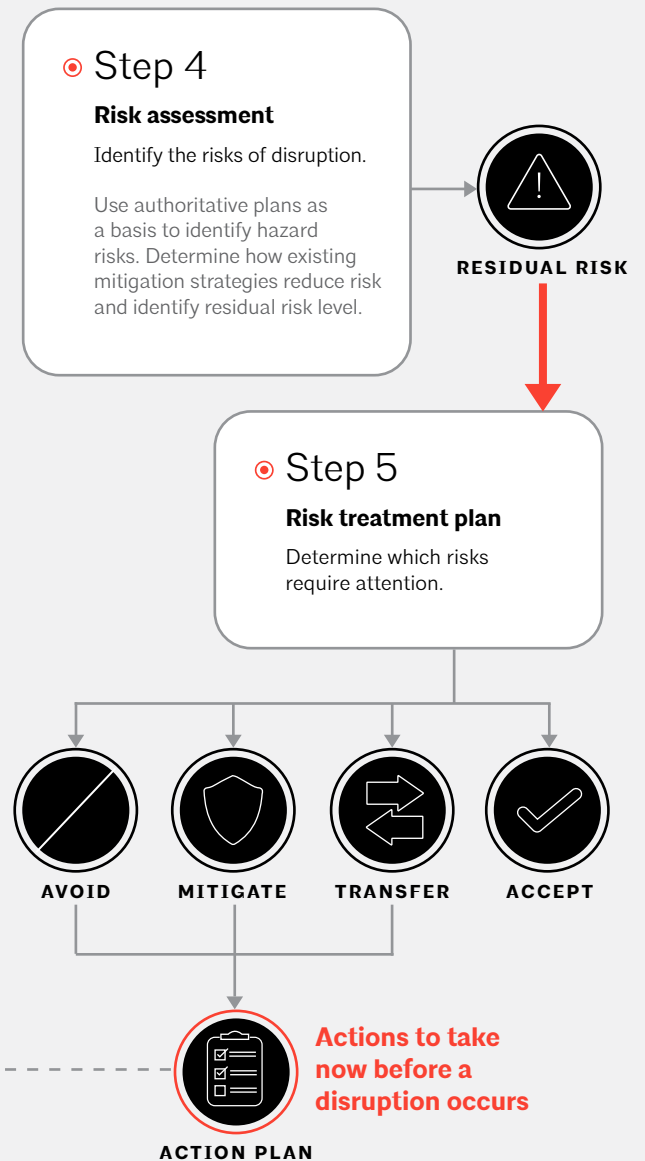 Step 4
Risk assessment
Identify the risks of disruption.
Use authoritative plans as
a basis to identify hazard
risks. Determine how existing
mitigation strategies reduce risk
and identify residual risk level.
RESIDUAL RISK
Step 5
Risk treatment plan
Determine which risks
require attention.
AVOID
MITIGATE
TRANSFER
ACCEPT
Actions to take
now before a
disruption occurs
ACTION PLAN